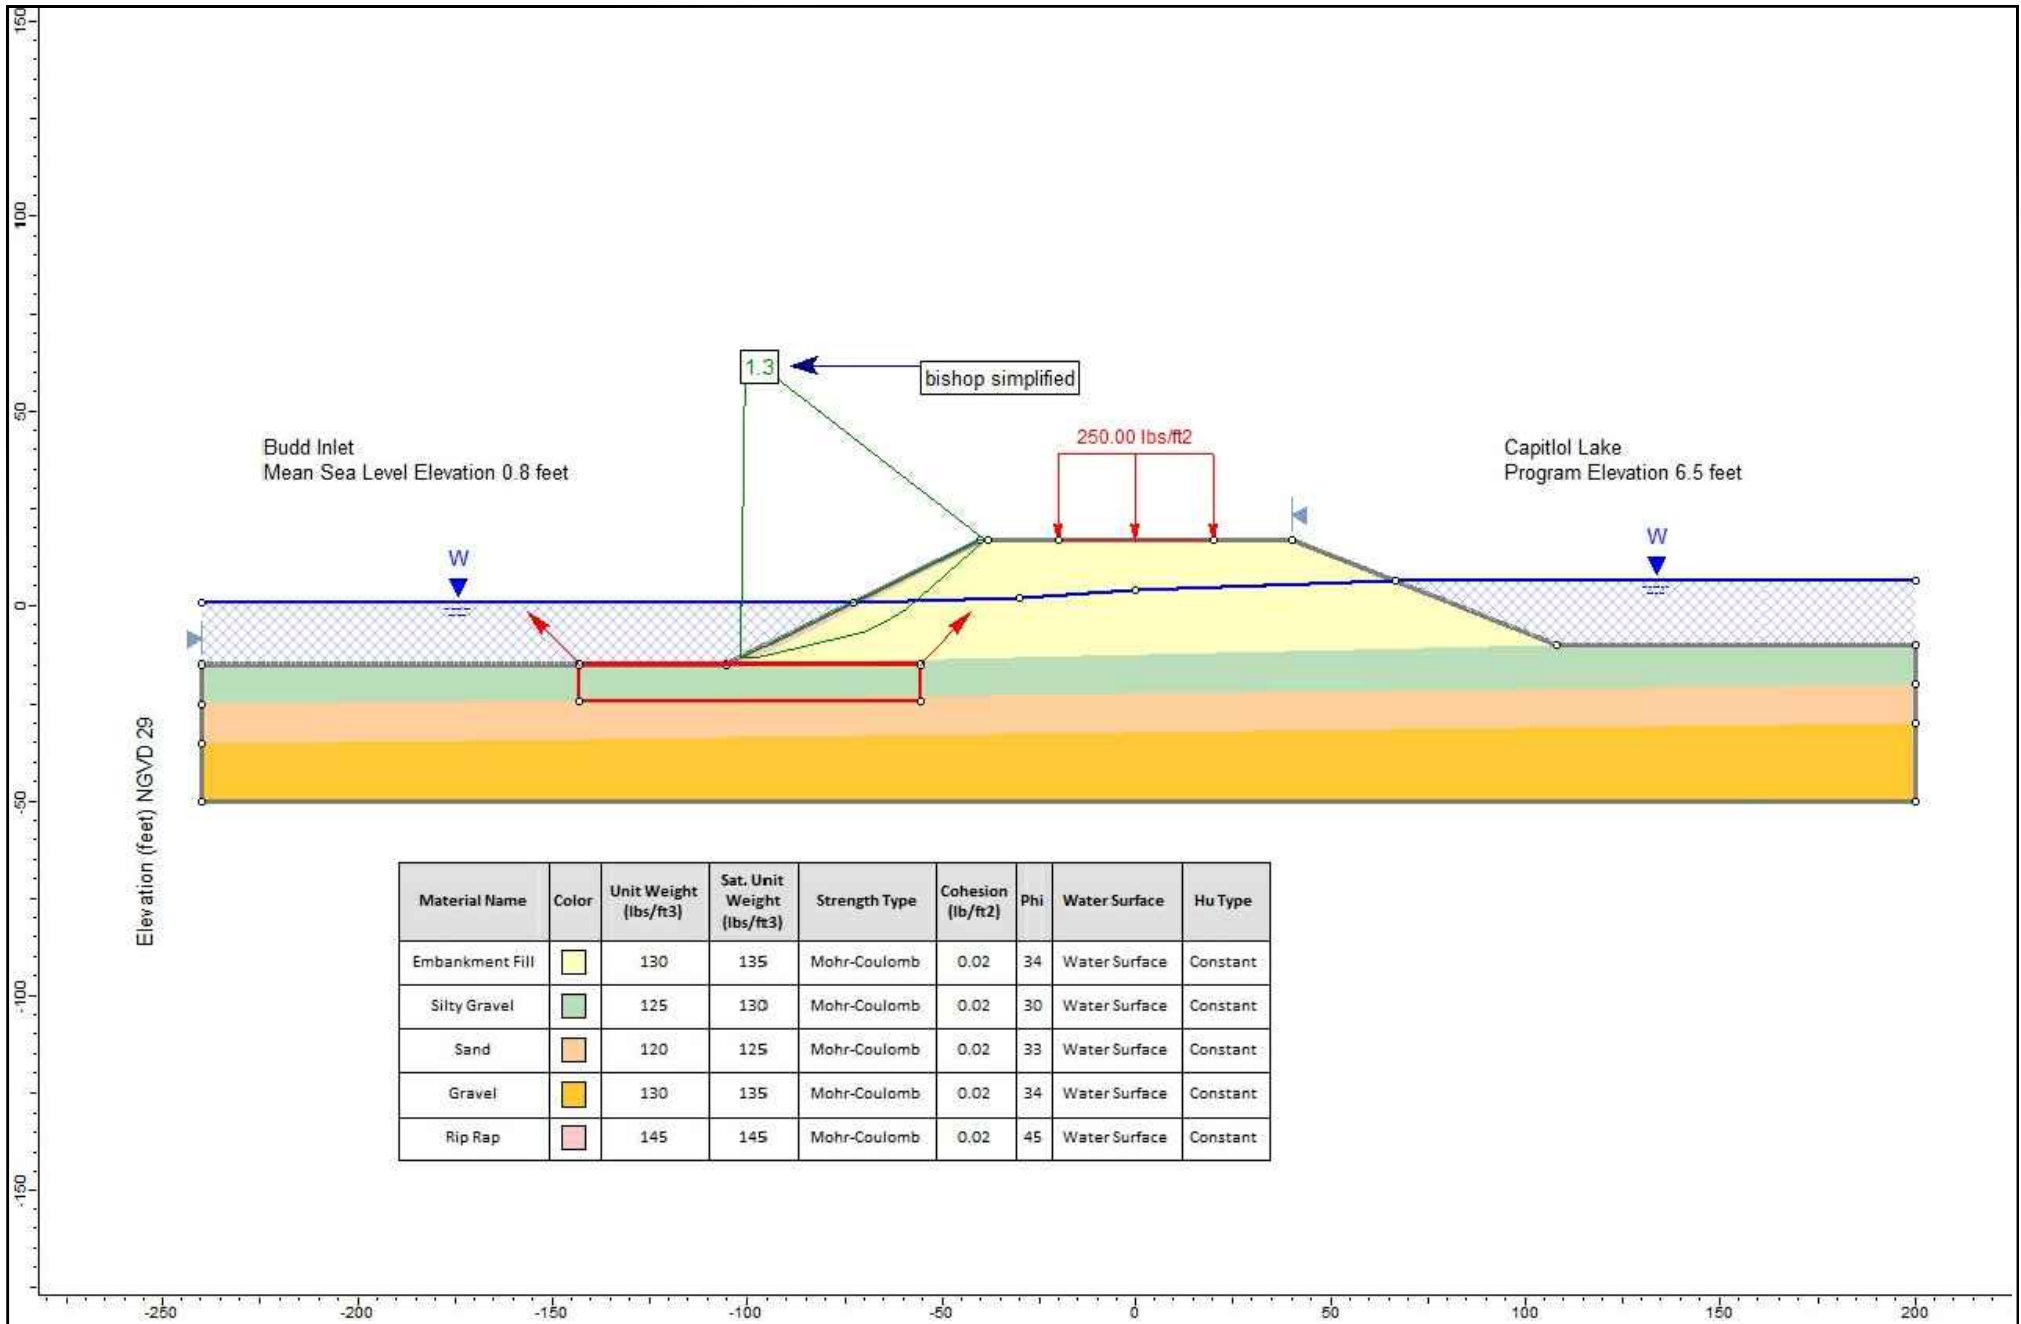 150
100
50
0
-50
-100
-150
1.3
bishop simplified
250.00 lbs/ft2
Budd Inlet
Mean Sea Level Elevation 0.8 feet
Capitlol Lake
Program Elevation 6.5 feet
W
W
Elevation (feet) NGVD 29
Material Name Color Unit Weight (lbs/ft3) Sat. Unit Weight (lbs/ft3) Strength Type Cohesion (lb/ft2) Phi Water Surface Hu Type
Embankment Fill 130 135 Mohr-Coulomb 0.02 34 Water Surface Constant
Silty Gravel 125 130 Mohr-Coulomb 0.02 30 Water Surface Constant
Sand 120 125 Mohr-Coulomb 0.02 33 Water Surface Constant
Gravel 130 135 Mohr-Coulomb 0.02 34 Water Surface Constant
Rip Rap 145 145 Mohr-Coulomb 0.02 45 Water Surface Constant
-250 -200 -150 -100 -50 0 50 100 150 200